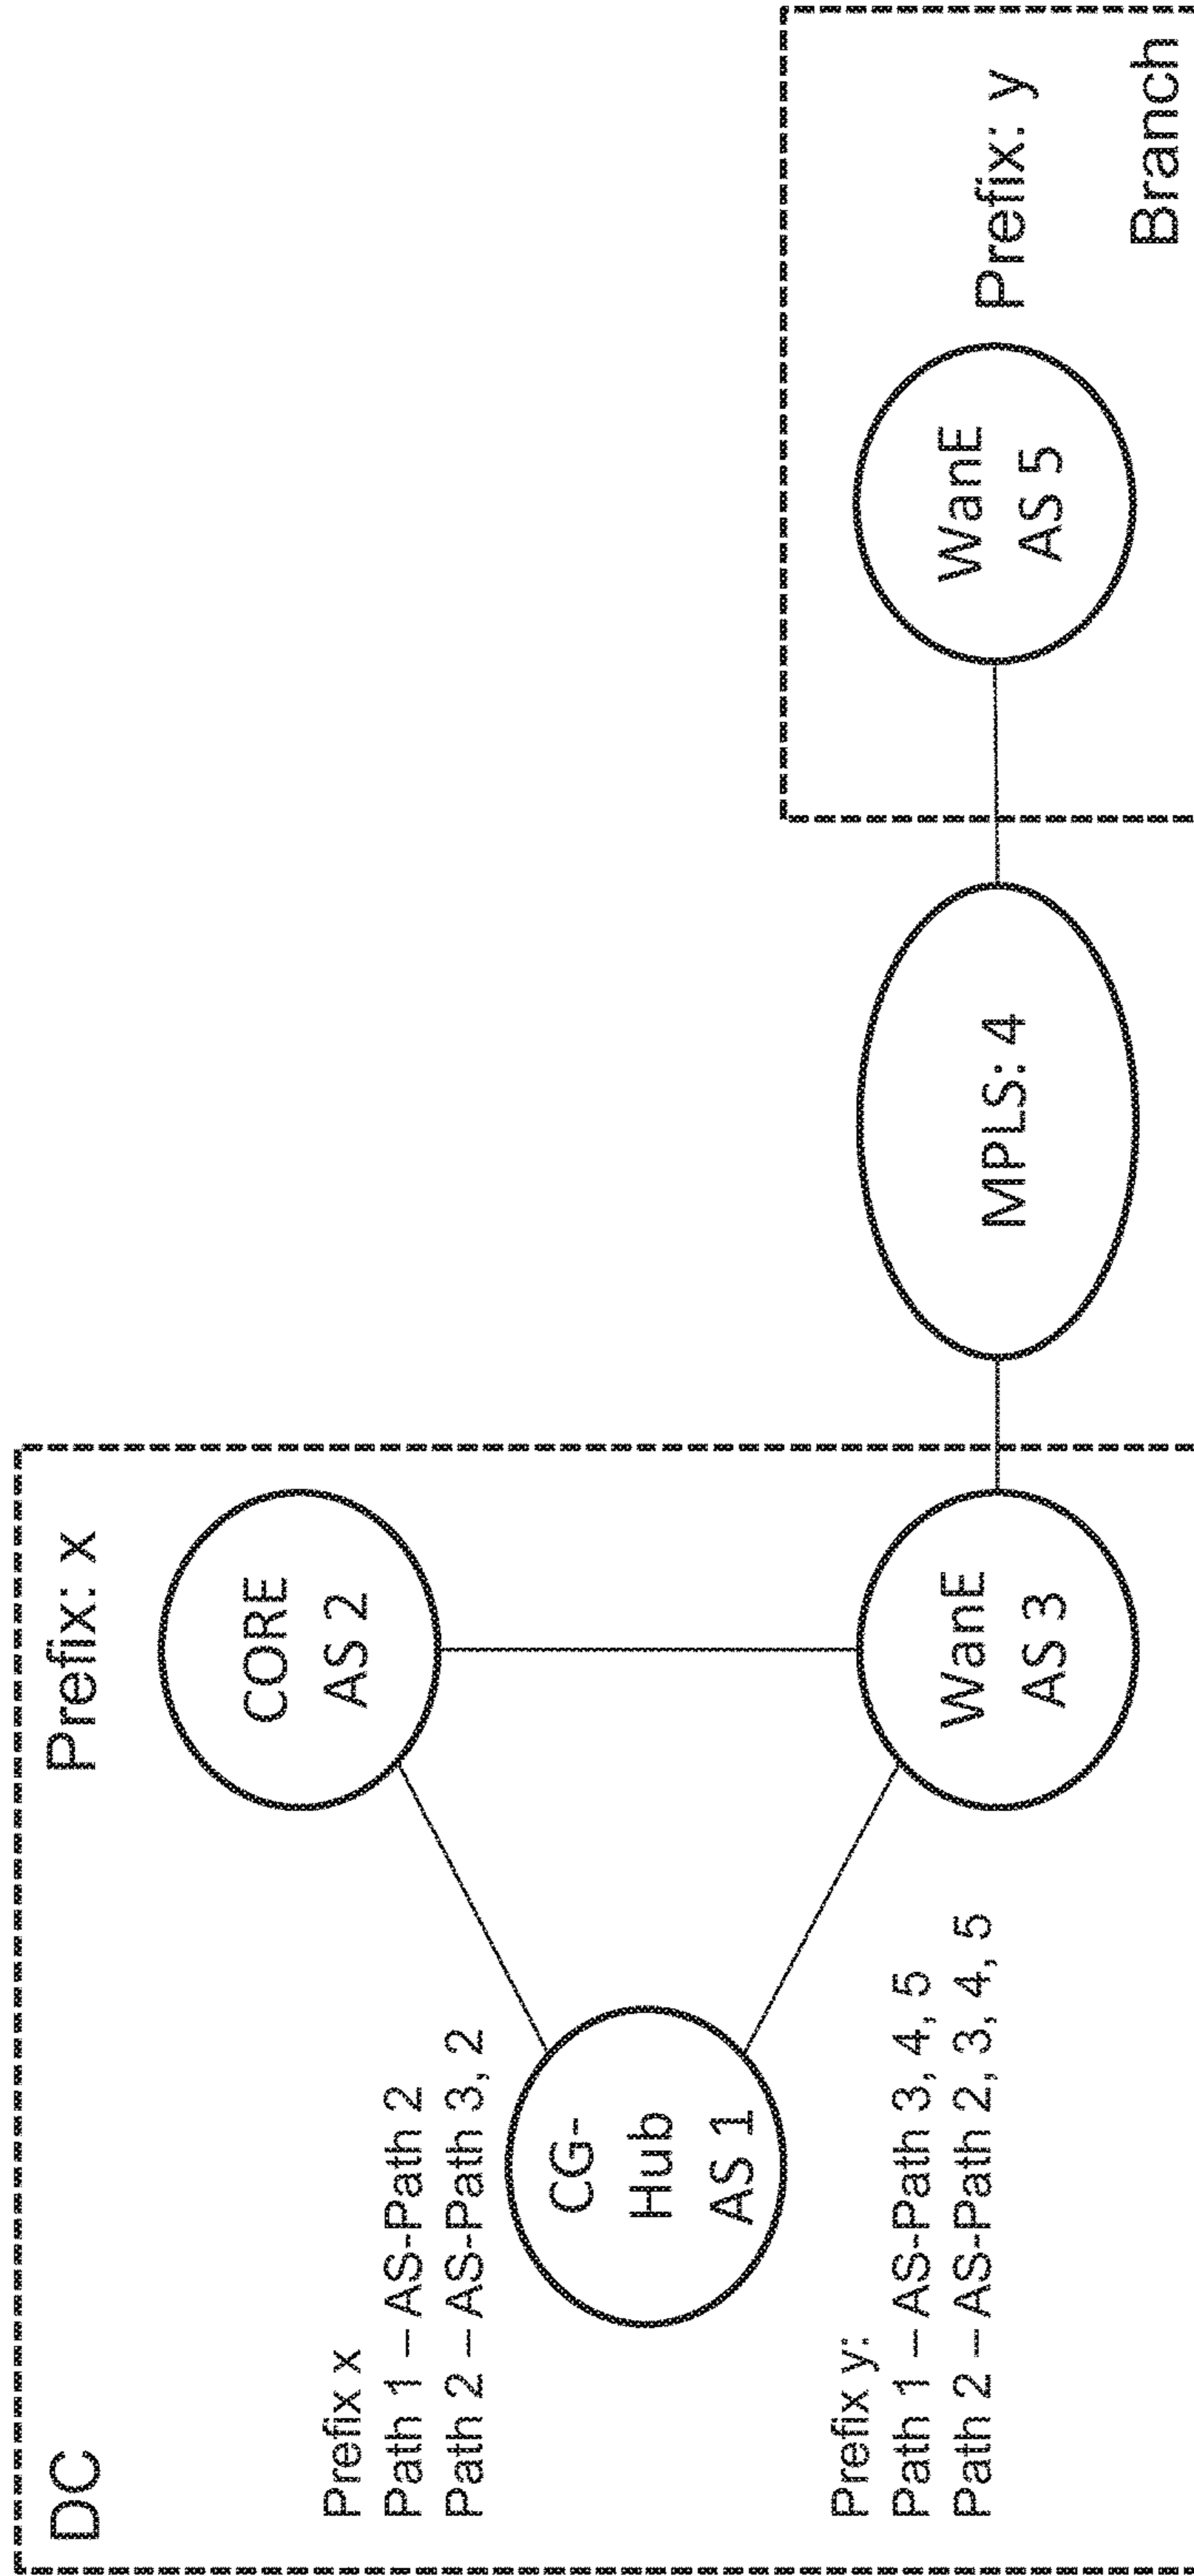 DC
Prefix: x
Prefix x
Path 1 – AS-Path 2
Path 2 – AS-Path 3, 2
CORE
AS 2
CG-
Hub
AS 1
Prefix y:
Path 1 – AS-Path 3, 4, 5
Path 2 – AS-Path 2, 3, 4, 5
WanE
AS 3
MPLS: 4
WanE
AS 5
Prefix: y
Branch